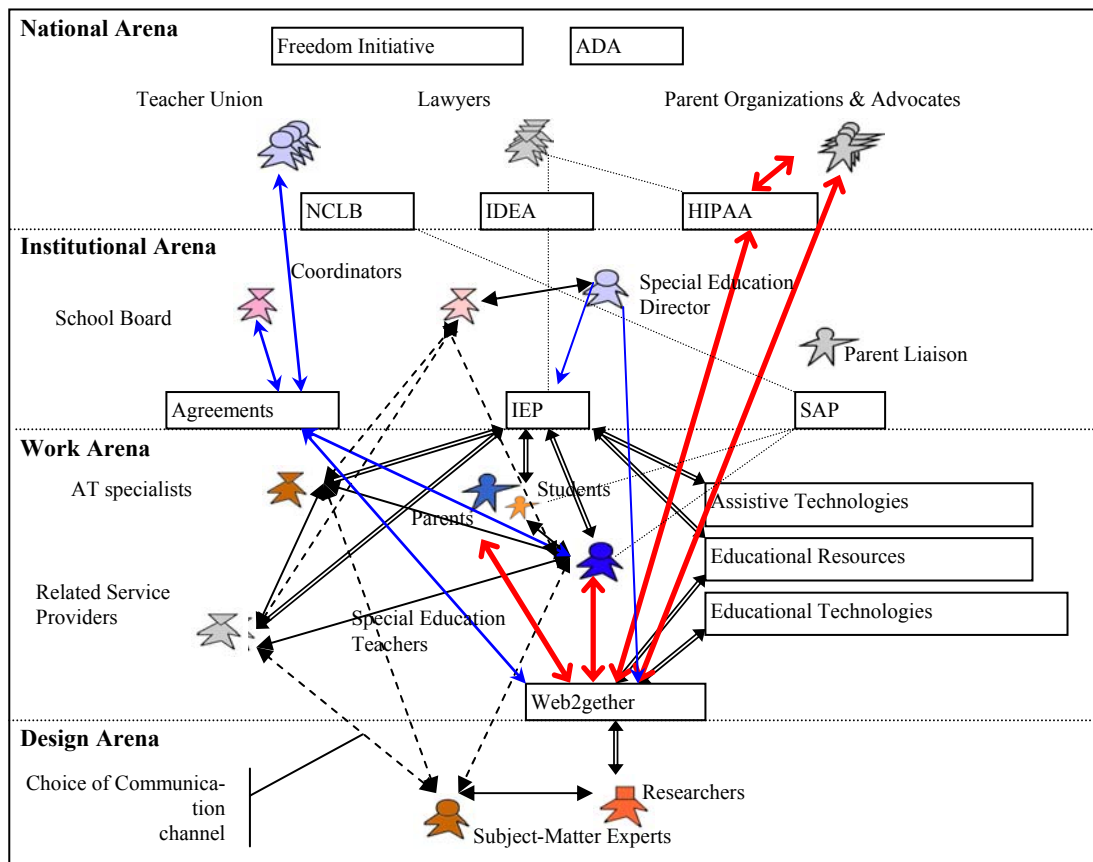 National Arena
Freedom Initiative
ADA
Teacher Union
Lawyers
Parent Organizations & Advocates
NCLB
IDEA
HIPAA
Institutional Arena
Coordinators
Special Education
Director
School Board
Parent Liaison
Agreements
IEP
SAP
Work Arena
AT specialists
Students
Parents
Assistive Technologies
Educational Resources
Related Service
Providers
Special Education
Teachers
Educational Technologies
Web2gether
Design Arena
Choice of Communica-
tion
channel
Researchers
Subject-Matter Experts